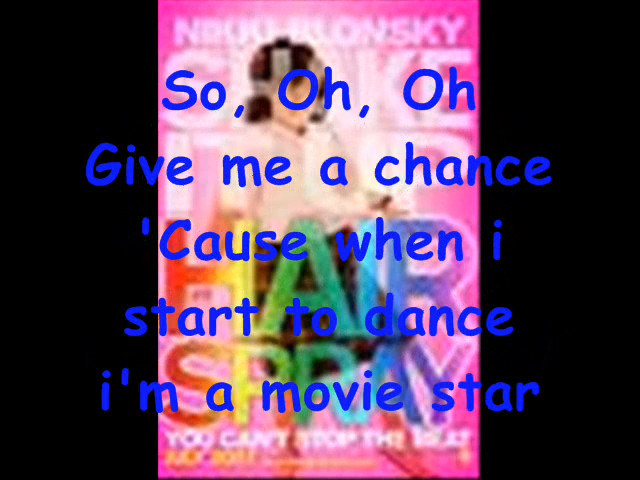 NIKKI BLONSKY
So, Oh, Oh
Give me a chance
'Cause when i
start to dance
i'm a movie star
HAIR
SPRAY
YOU CAN'T STOP THE BEAT